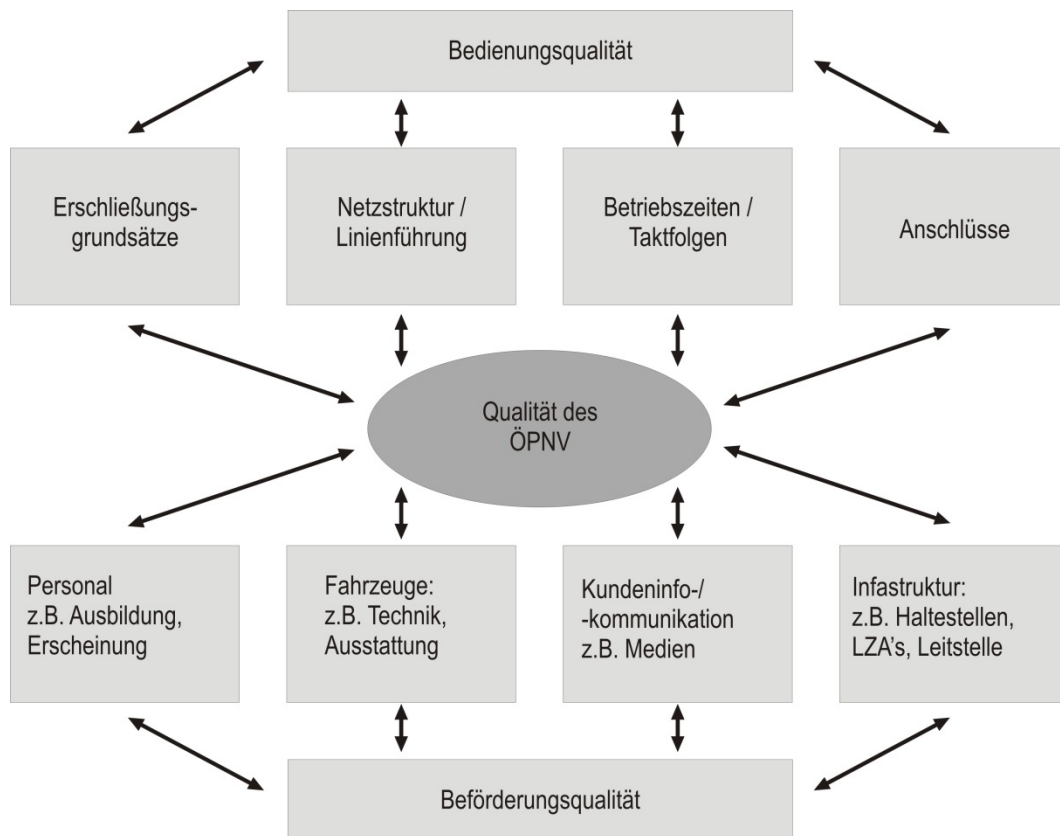 Bedienungsqualität
Erschließungs-
grundsätze
Netzstruktur /
Linienführung
Betriebszeiten /
Taktfolgen
Anschlüsse
Qualität des
ÖPNV
Personal
z.B. Ausbildung,
Erscheinung
Fahrzeuge:
z.B. Technik,
Ausstattung
Kundeninfo-/
-kommunikation
z.B. Medien
Infastruktur:
z.B. Haltestellen,
LZA's, Leitstelle
Beförderungsqualität